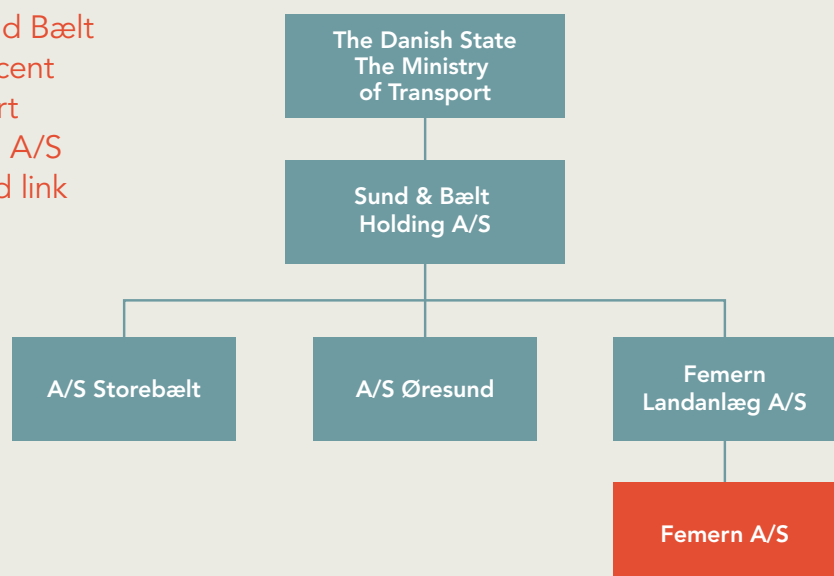 d Bælt
cent
rt
A/S
d link
The Danish State
The Ministry
of Transport
Sund & Bælt
Holding A/S
A/S Storebælt
A/S Øresund
Femern
Landanlæg A/S
Femern A/S